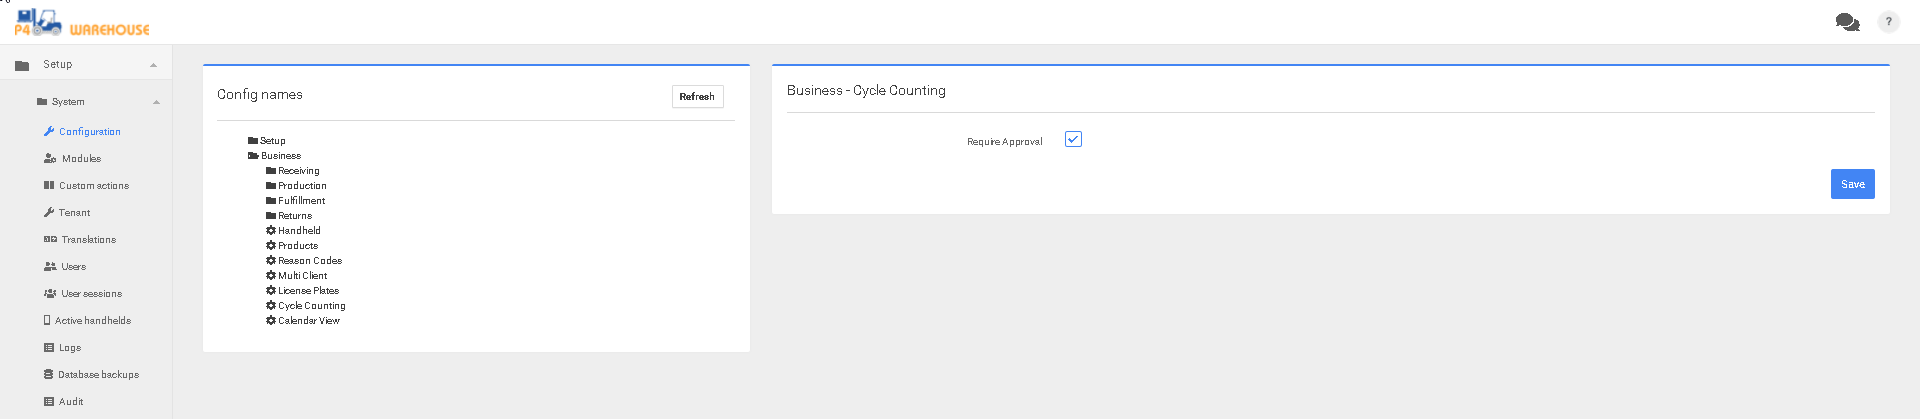 P4 WAREHOUSE
?
Setup
System
Configuration
Modules
Custom actions
Tenant
Translations
Users
User sessions
Active handhelds
Logs
Database backups
Audit
Config names
Refresh
Setup
Business
Receiving
Production
Fulfillment
Returns
Handheld
Products
Reason Codes
Multi Client
License Plates
Cycle Counting
Calendar View
Business - Cycle Counting
Require Approval
Save